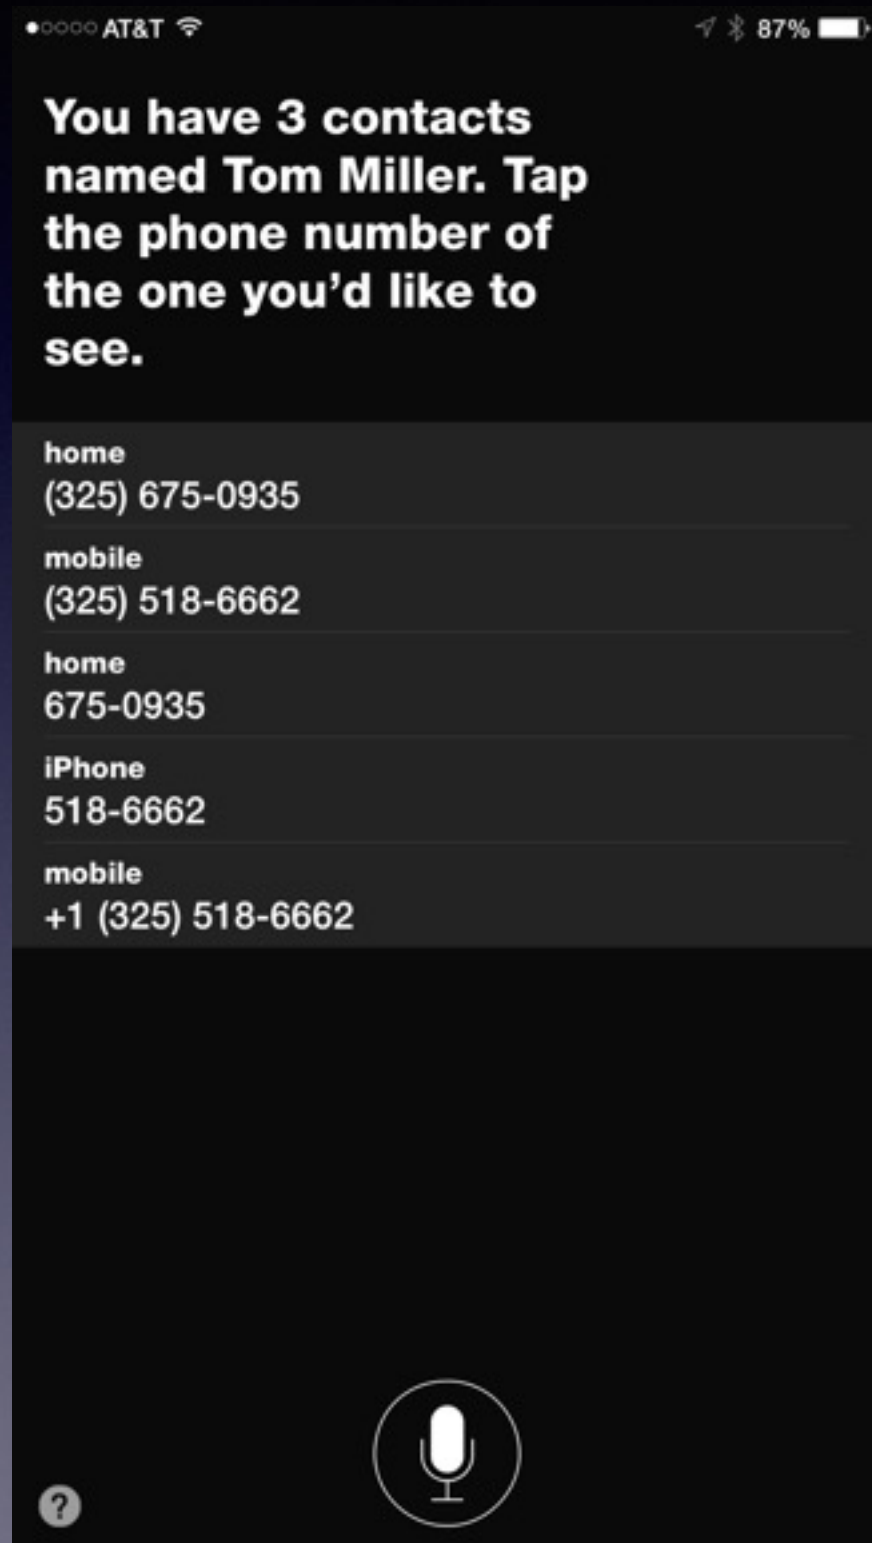 AT&T 87%
You have 3 contacts
named Tom Miller. Tap
the phone number of
the one you’d like to
see.
home
(325) 675-0935
mobile
(325) 518-6662
home
675-0935
iPhone
518-6662
mobile
+1 (325) 518-6662
?